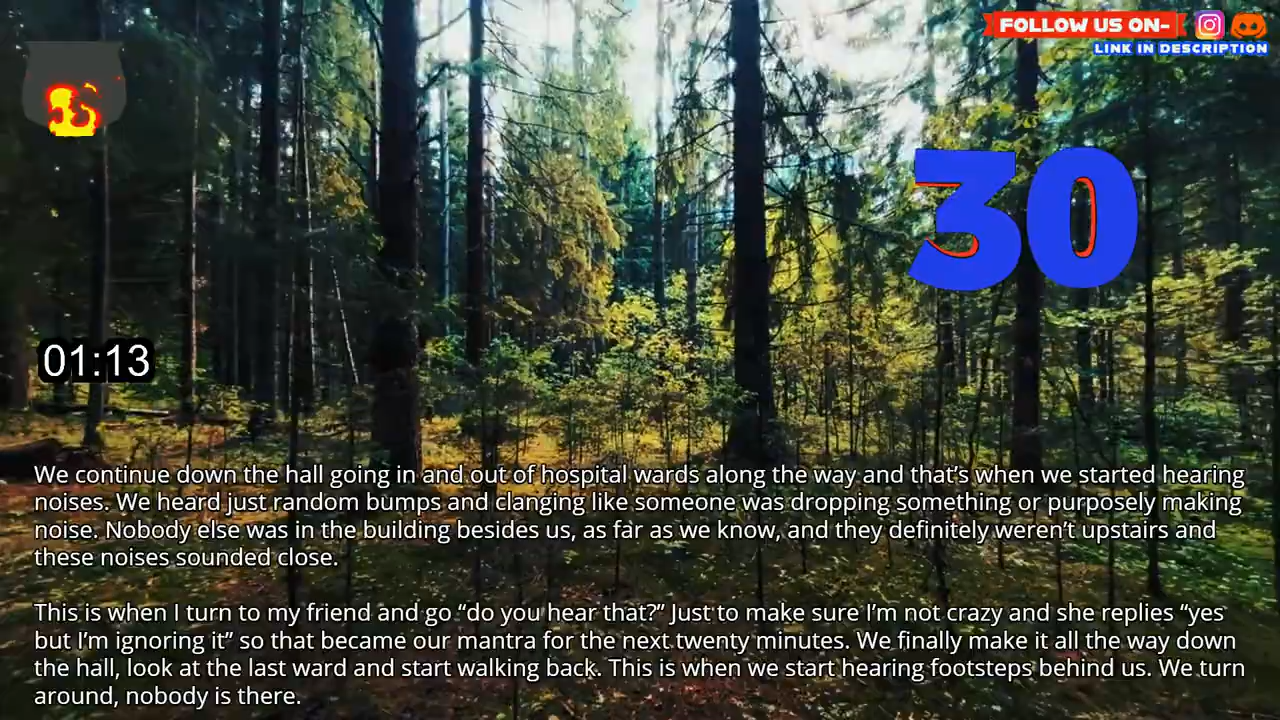 FOLLOW US ON-
LINK IN DESCRIPTION
30
01:13
We continue down the hall going in and out of hospital wards along the way and that’s when we started hearing
noises. We heard just random bumps and clanging like someone was dropping something or purposely making
noise. Nobody else was in the building besides us, as far as we know, and they definitely weren’t upstairs and
these noises sounded close.
This is when I turn to my friend and go “do you hear that?” Just to make sure I’m not crazy and she replies “yes
but I’m ignoring it” so that became our mantra for the next twenty minutes. We finally make it all the way down
the hall, look at the last ward and start walking back. This is when we start hearing footsteps behind us. We turn
around, nobody is there.